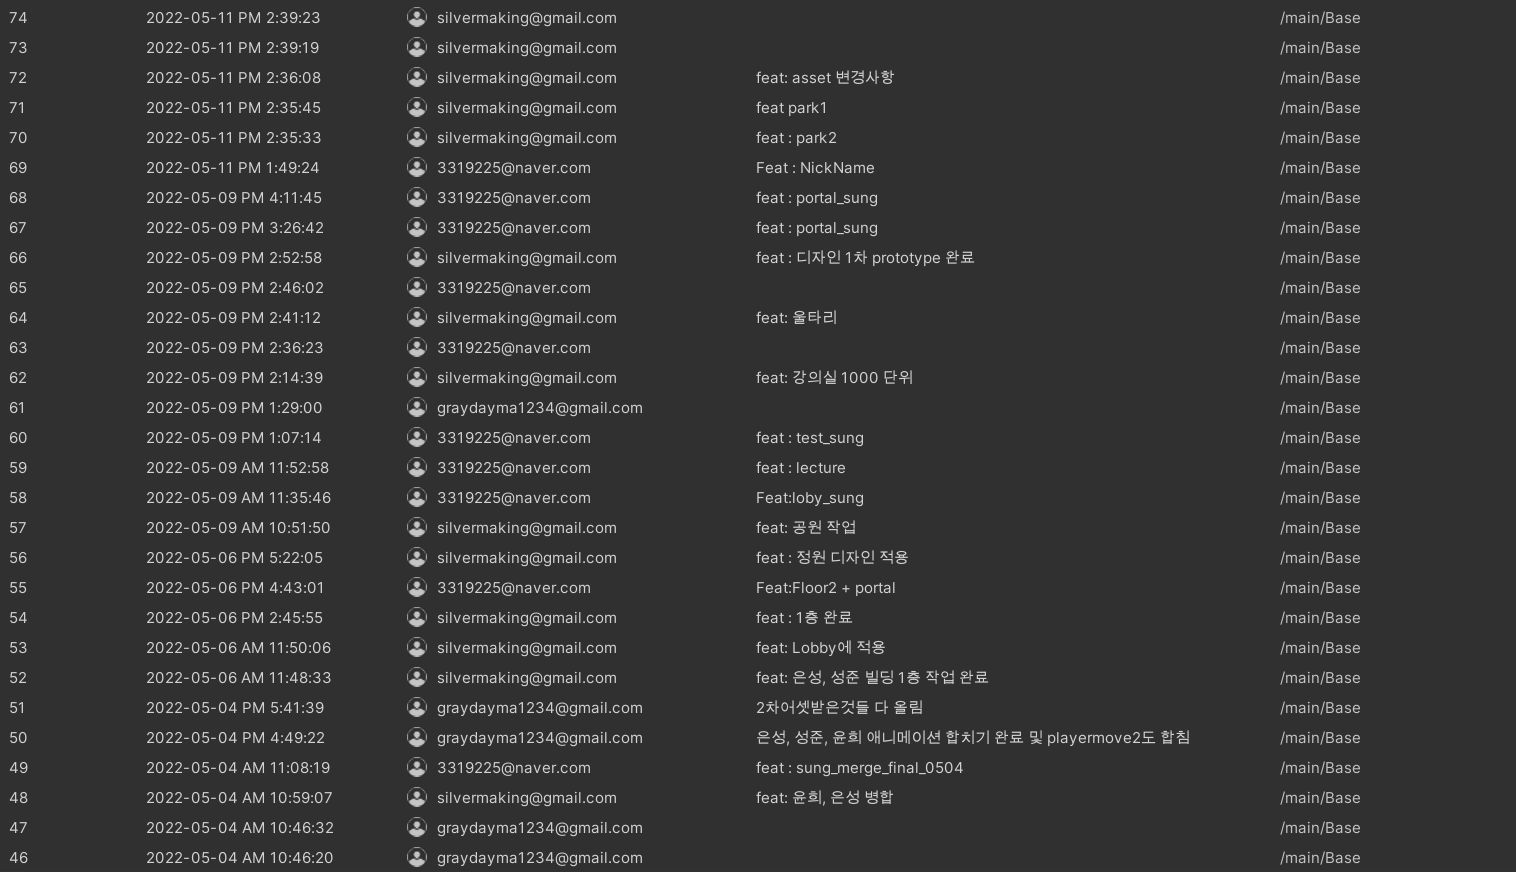 74 2022-05-11 PM 2:39:23 silvermaking@gmail.com /main/Base
73 2022-05-11 PM 2:39:19 silvermaking@gmail.com /main/Base
72 2022-05-11 PM 2:36:08 silvermaking@gmail.com feat: asset 변경사항 /main/Base
71 2022-05-11 PM 2:35:45 silvermaking@gmail.com feat park1 /main/Base
70 2022-05-11 PM 2:35:33 silvermaking@gmail.com feat : park2 /main/Base
69 2022-05-11 PM 1:49:24 3319225@naver.com Feat : NickName /main/Base
68 2022-05-09 PM 4:11:45 3319225@naver.com feat : portal_sung /main/Base
67 2022-05-09 PM 3:26:42 3319225@naver.com feat : portal_sung /main/Base
66 2022-05-09 PM 2:52:58 silvermaking@gmail.com feat : 디자인 1차 prototype 완료 /main/Base
65 2022-05-09 PM 2:46:02 3319225@naver.com /main/Base
64 2022-05-09 PM 2:41:12 silvermaking@gmail.com feat: 울타리 /main/Base
63 2022-05-09 PM 2:36:23 3319225@naver.com /main/Base
62 2022-05-09 PM 2:14:39 silvermaking@gmail.com feat: 강의실 1000 단위 /main/Base
61 2022-05-09 PM 1:29:00 graydayma1234@gmail.com /main/Base
60 2022-05-09 PM 1:07:14 3319225@naver.com feat : test_sung /main/Base
59 2022-05-09 AM 11:52:58 3319225@naver.com feat : lecture /main/Base
58 2022-05-09 AM 11:35:46 3319225@naver.com Feat:loby_sung /main/Base
57 2022-05-09 AM 10:51:50 silvermaking@gmail.com feat: 공원 작업 /main/Base
56 2022-05-06 PM 5:22:05 silvermaking@gmail.com feat : 정원 디자인 적용 /main/Base
55 2022-05-06 PM 4:43:01 3319225@naver.com Feat:Floor2 + portal /main/Base
54 2022-05-06 PM 2:45:55 silvermaking@gmail.com feat : 1층 완료 /main/Base
53 2022-05-06 AM 11:50:06 silvermaking@gmail.com feat: Lobby에 적용 /main/Base
52 2022-05-06 AM 11:48:33 silvermaking@gmail.com feat: 은성, 성준 빌딩 1층 작업 완료 /main/Base
51 2022-05-04 PM 5:41:39 graydayma1234@gmail.com 2차어셋받은것들 다 올림 /main/Base
50 2022-05-04 PM 4:49:22 graydayma1234@gmail.com 은성, 성준, 윤희 애니메이션 합치기 완료 및 playermove2도 합침 /main/Base
49 2022-05-04 AM 11:08:19 3319225@naver.com feat : sung_merge_final_0504 /main/Base
48 2022-05-04 AM 10:59:07 silvermaking@gmail.com feat: 윤희, 은성 병합 /main/Base
47 2022-05-04 AM 10:46:32 graydayma1234@gmail.com /main/Base
46 2022-05-04 AM 10:46:20 graydayma1234@gmail.com /main/Base